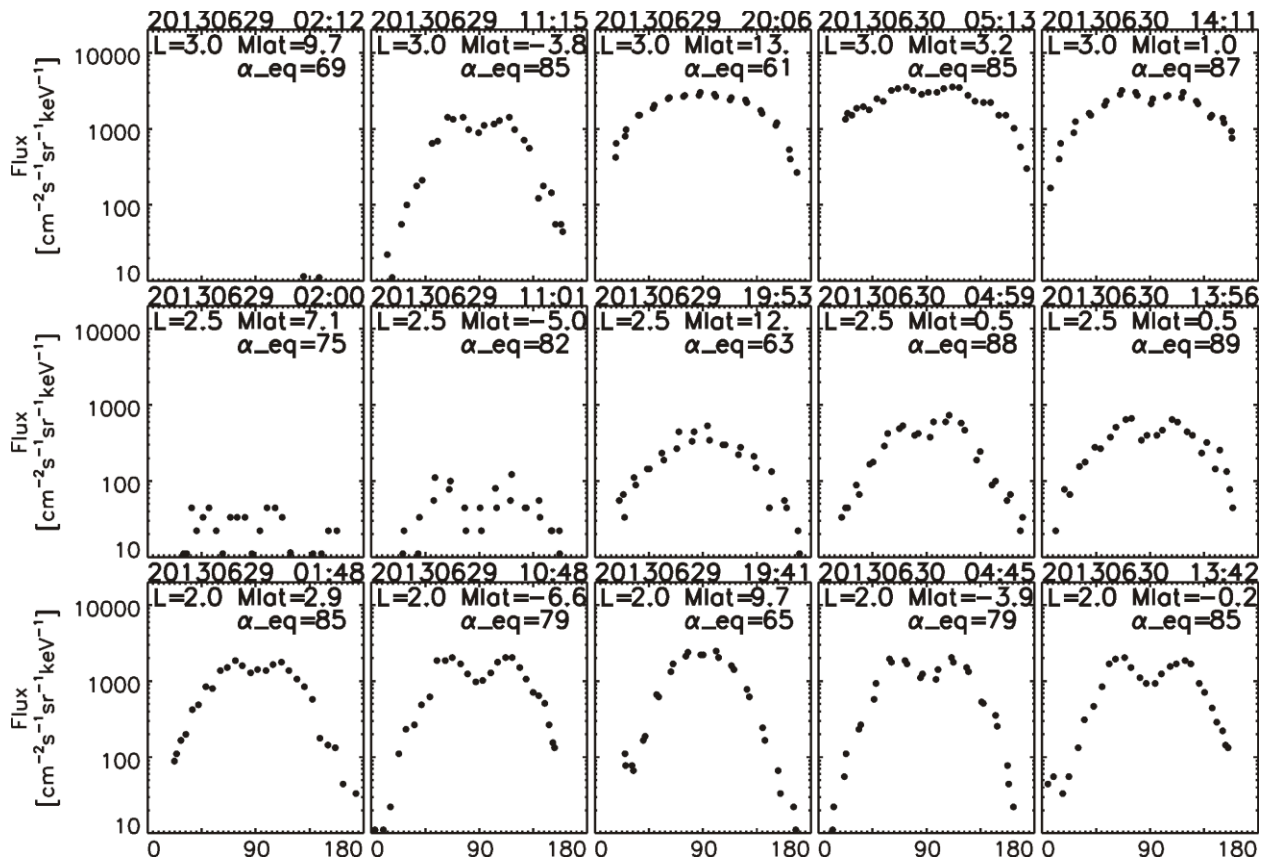 20130629 02:12 20130629 11:15 20130629 20:06 20130630 05:13 20130630 14:11
L=3.0 Mlat=9.7 L=3.0 Mlat=−3.8 L=3.0 Mlat=13. L=3.0 Mlat=3.2 L=3.0 Mlat=1.0
α_eq=69 α_eq=85 α_eq=61 α_eq=85 α_eq=87
10000
1000
100
10
Flux
[cm⁻²s⁻¹sr⁻¹keV⁻¹]
20130629 02:00 20130629 11:01 20130629 19:53 20130630 04:59 20130630 13:56
L=2.5 Mlat=7.1 L=2.5 Mlat=−5.0 L=2.5 Mlat=12. L=2.5 Mlat=0.5 L=2.5 Mlat=0.5
α_eq=75 α_eq=82 α_eq=63 α_eq=88 α_eq=89
10000
1000
100
10
Flux
[cm⁻²s⁻¹sr⁻¹keV⁻¹]
20130629 01:48 20130629 10:48 20130629 19:41 20130630 04:45 20130630 13:42
L=2.0 Mlat=2.9 L=2.0 Mlat=−6.6 L=2.0 Mlat=9.7 L=2.0 Mlat=−3.9 L=2.0 Mlat=−0.2
α_eq=85 α_eq=79 α_eq=65 α_eq=79 α_eq=85
10000
1000
100
10
Flux
[cm⁻²s⁻¹sr⁻¹keV⁻¹]
0 90 180 0 90 180 0 90 180 0 90 180 0 90 180